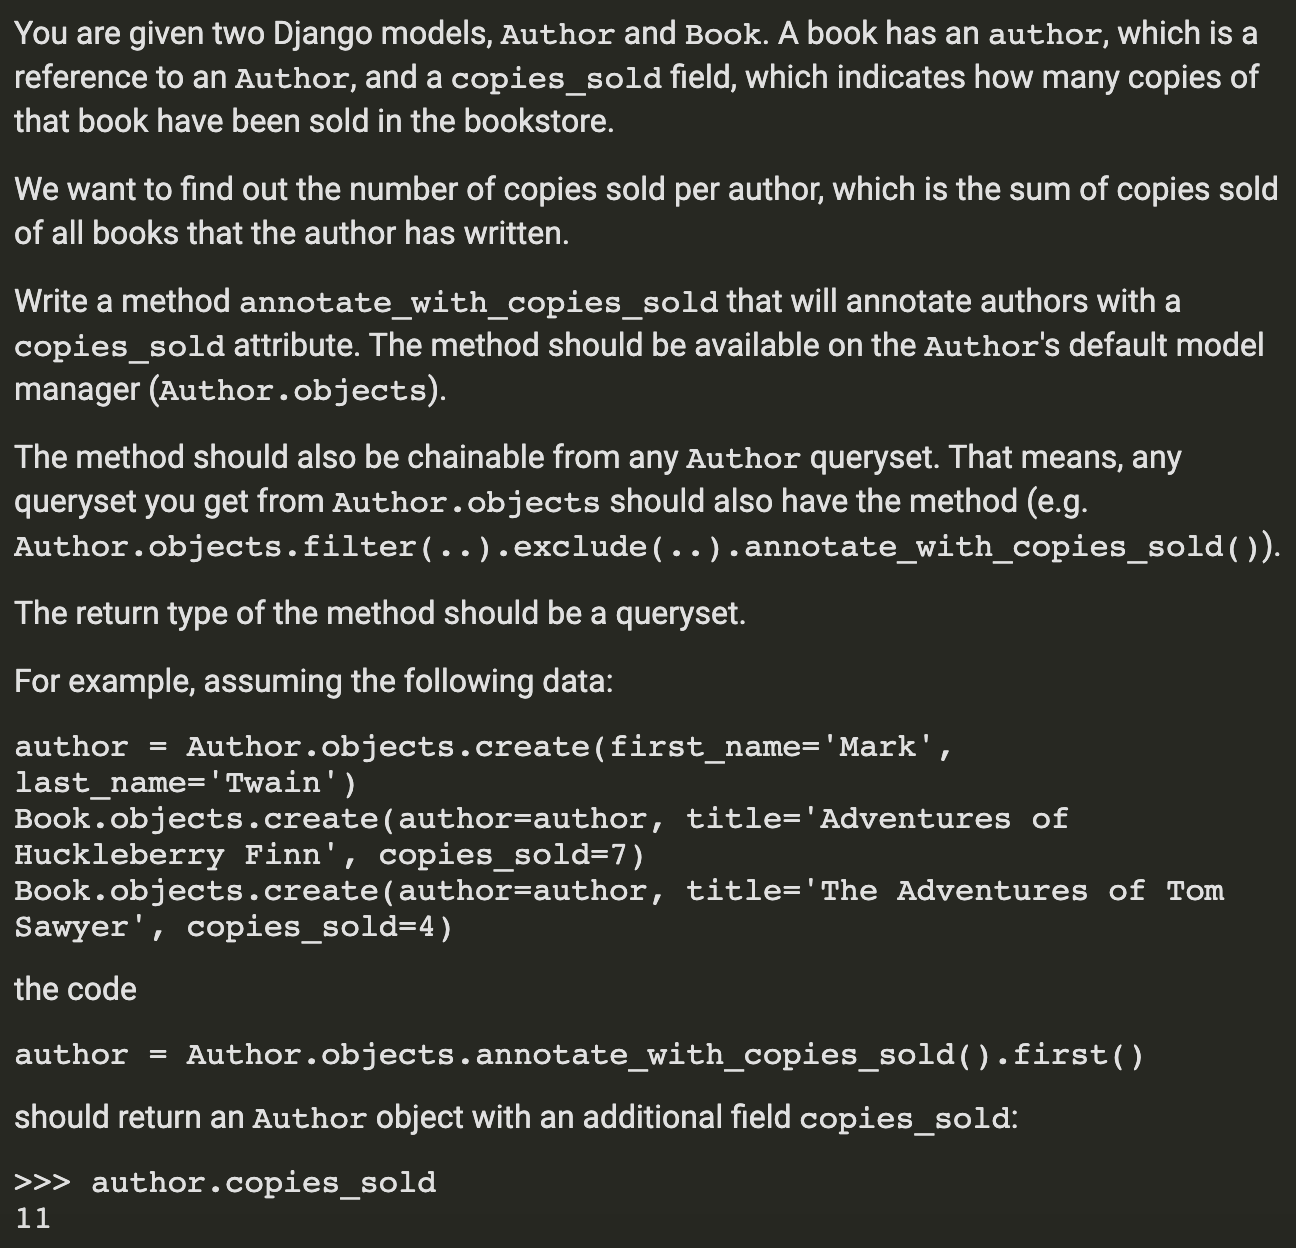 You are given two Django models, Author and Book. A book has an author, which is a
reference to an Author, and a copies_sold field, which indicates how many copies of
that book have been sold in the bookstore.
We want to find out the number of copies sold per author, which is the sum of copies sold
of all books that the author has written.
Write a method annotate_with_copies_sold that will annotate authors with a
copies_sold attribute. The method should be available on the Author's default model
manager (Author.objects).
The method should also be chainable from any Author queryset. That means, any
queryset you get from Author.objects should also have the method (e.g.
Author.objects.filter(..).exclude(..).annotate_with_copies_sold()).
The return type of the method should be a queryset.
For example, assuming the following data:
author = Author.objects.create(first_name='Mark',
last_name='Twain')
Book.objects.create(author=author, title='Adventures of
Huckleberry Finn', copies_sold=7)
Book.objects.create(author=author, title='The Adventures of Tom
Sawyer', copies_sold=4)
the code
author = Author.objects.annotate_with_copies_sold().first()
should return an Author object with an additional field copies_sold:
>>> author.copies_sold
11